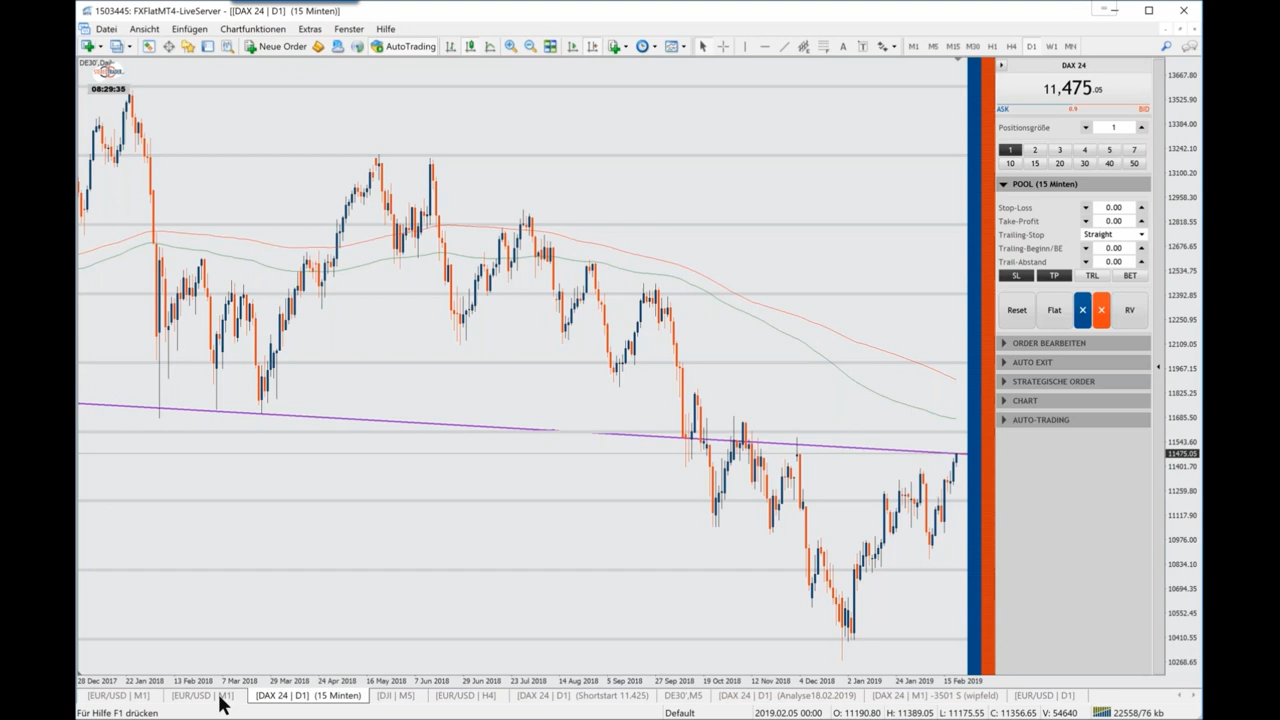 1503445: FXFlatMT4-LiveServer - [[DAX 24 | D1] (15 Minten)]
Datei Ansicht Einfügen Chartfunktionen Extras Fenster Hilfe
Neue Order AutoTrading A T M1 M5 M15 M30 H1 H4 D1 W1 MN
08:29:35
DAX 24
11,475.05
ASK 0.9 BID
Positionsgröße 1
1 2 3 4 5 7
10 15 20 30 40 50
POOL (15 Minten)
Stop-Loss 0.00
Take-Profit 0.00
Trailing-Stop Straight
Traling-Beginn/BE 0.00
Trail-Abstand 0.00
SL TP TRL BET
Reset Flat × × RV
ORDER BEARBEITEN
AUTO EXIT
STRATEGISCHE ORDER
CHART
AUTO-TRADING
13667.80
13525.90
13384.00
13242.10
13100.20
12958.30
12818.55
12676.65
12534.75
12392.85
12250.95
12109.05
11967.15
11825.25
11685.50
11543.60
11475.05
11401.70
11259.80
11117.90
10976.00
10834.10
10694.35
10552.45
10410.55
10268.65
28 Dec 2017 22 Jan 2018 13 Feb 2018 7 Mar 2018 29 Mar 2018 24 Apr 2018 16 May 2018 7 Jun 2018 29 Jun 2018 23 Jul 2018 14 Aug 2018 5 Sep 2018 27 Sep 2018 19 Oct 2018 12 Nov 2018 4 Dec 2018 2 Jan 2019 24 Jan 2019 15 Feb 2019
[EUR/USD | M1] [EUR/USD | M1] [DAX 24 | D1] (15 Minten) [DJI | M5] [EUR/USD | H4] [DAX 24 | D1] (Shortstart 11.425) DE30',M5 [DAX 24 | D1] (Analyse18.02.2019) [DAX 24 | M1] -3501 S (wipfeld) [EUR/USD | D1]
Für Hilfe F1 drücken Default 2019.02.05 00:00 O: 11190.80 H: 11389.05 L: 11175.55 C: 11356.65 V: 54640 22558/76 kb